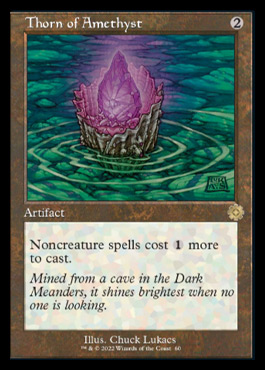 Thorn of Amethyst 2
Artifact
Noncreature spells cost 1 more
to cast.
Mined from a cave in the Dark
Meanders, it shines brightest when no
one is looking.
Illus. Chuck Lukacs
™ & © 2022 Wizards of the Coast 60